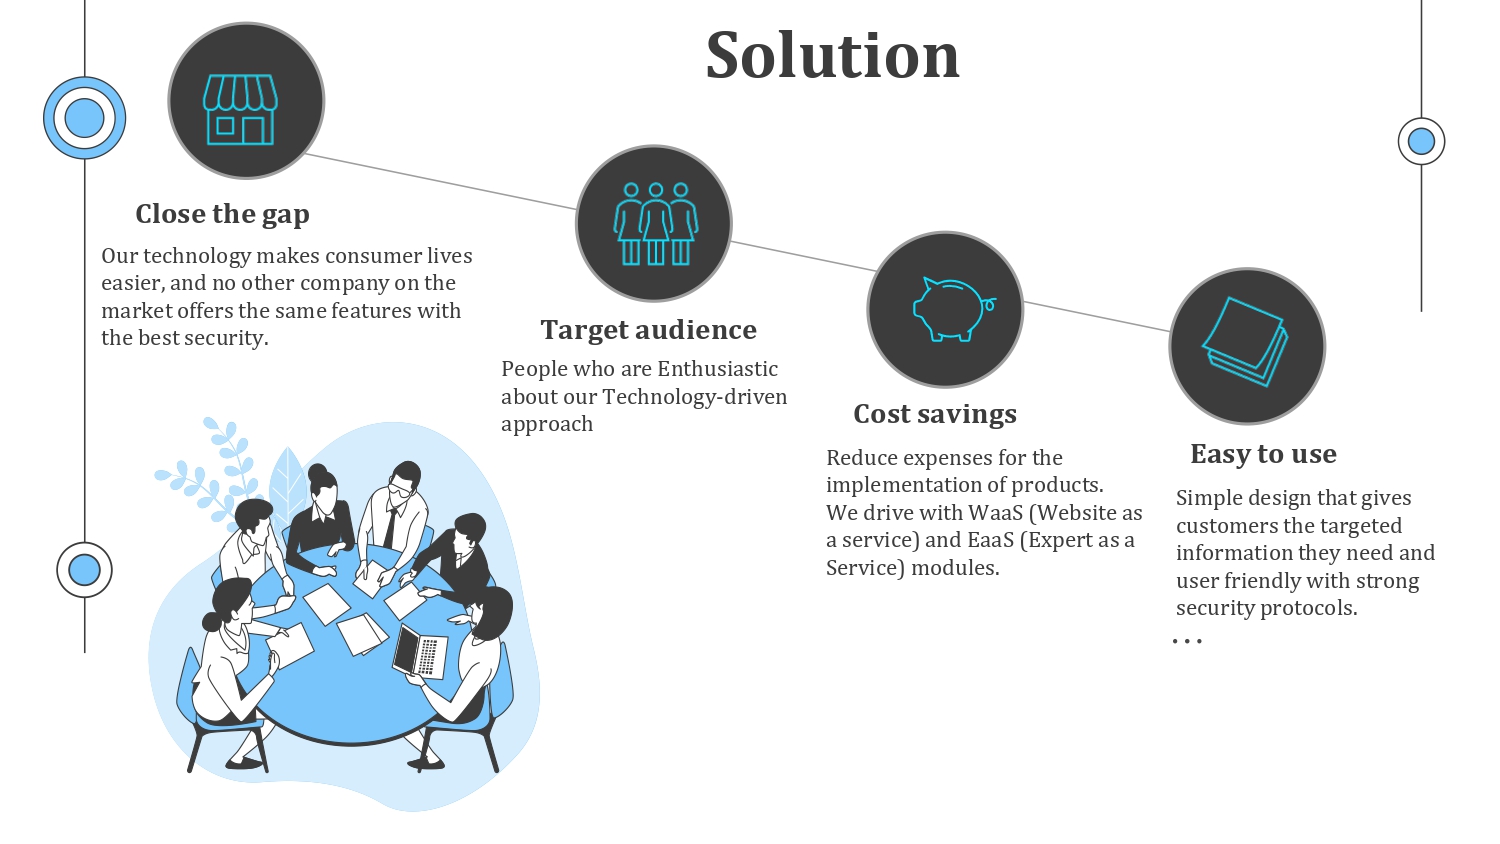 Solution
Close the gap
Our technology makes consumer lives
easier, and no other company on the
market offers the same features with
the best security.
Target audience
People who are Enthusiastic
about our Technology-driven
approach
Cost savings
Reduce expenses for the
implementation of products.
We drive with WaaS (Website as
a service) and EaaS (Expert as a
Service) modules.
Easy to use
Simple design that gives
customers the targeted
information they need and
user friendly with strong
security protocols.
...